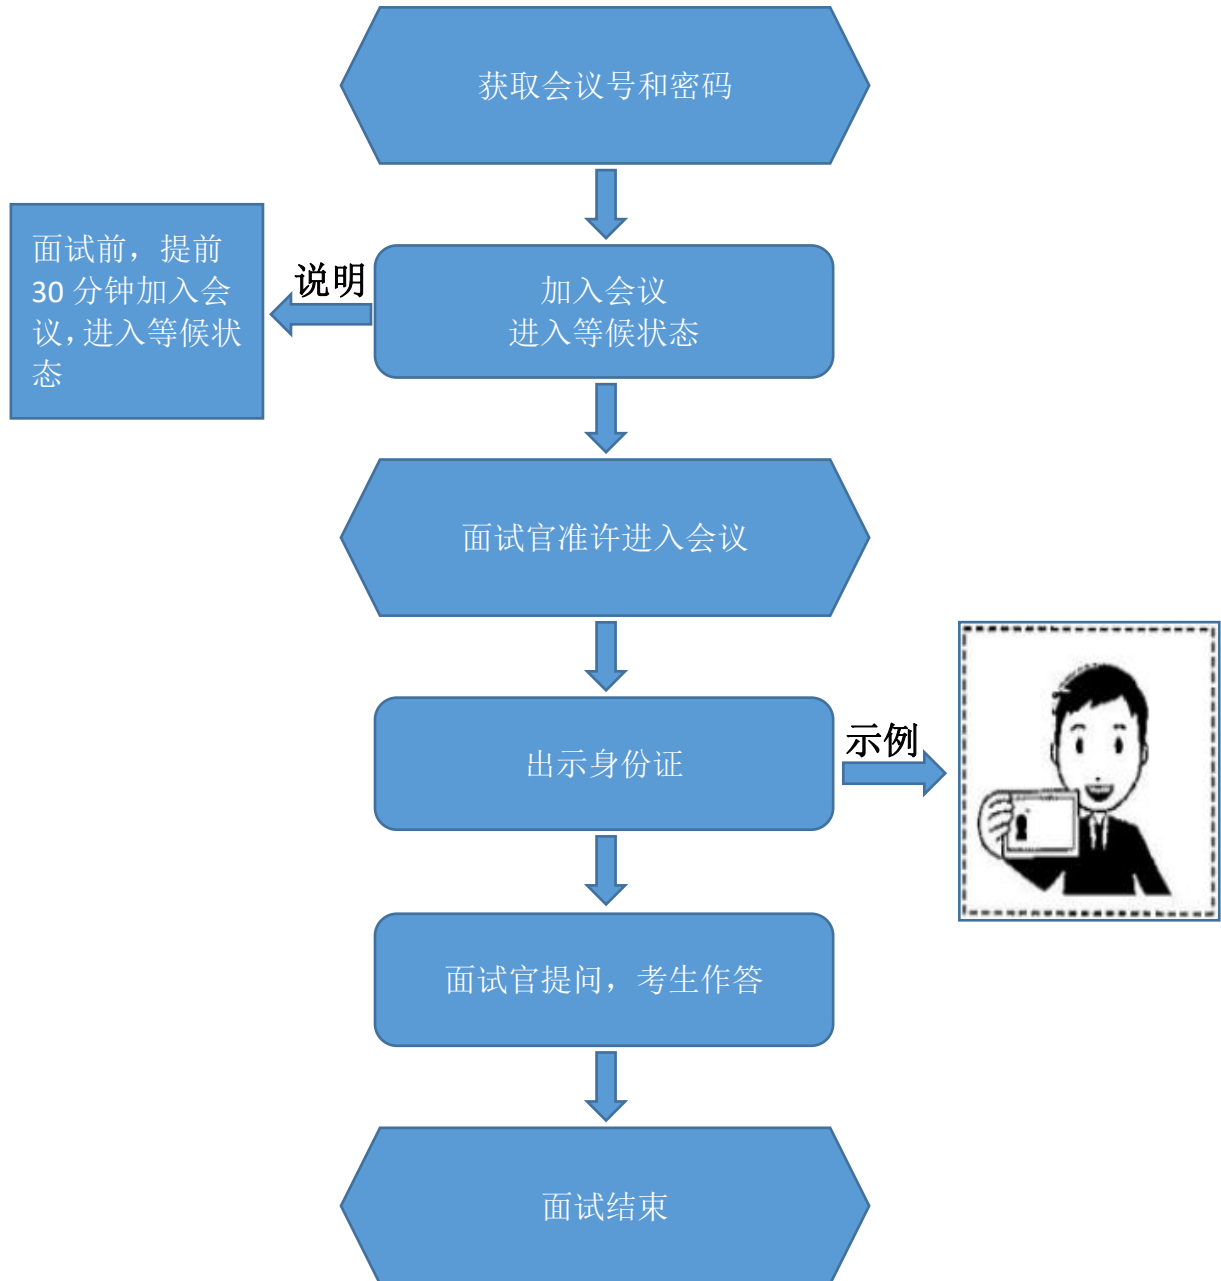 获取会议号和密码
面试前，提前
30 分钟加入会
议，进入等候状
态
说明
加入会议
进入等候状态
面试官准许进入会议
出示身份证
示例
面试官提问，考生作答
面试结束